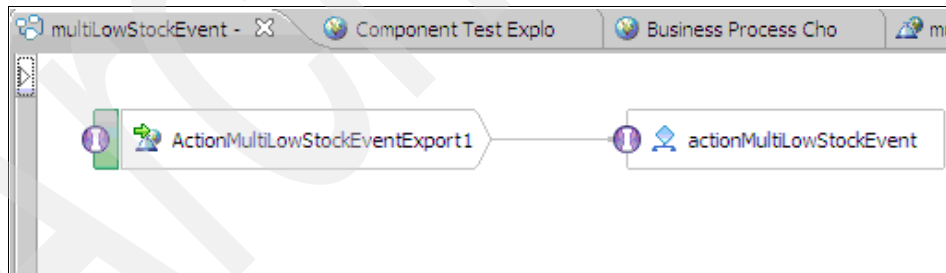 multiLowStockEvent -
Component Test Explo
Business Process Cho
ActionMultiLowStockEventExport1
actionMultiLowStockEvent